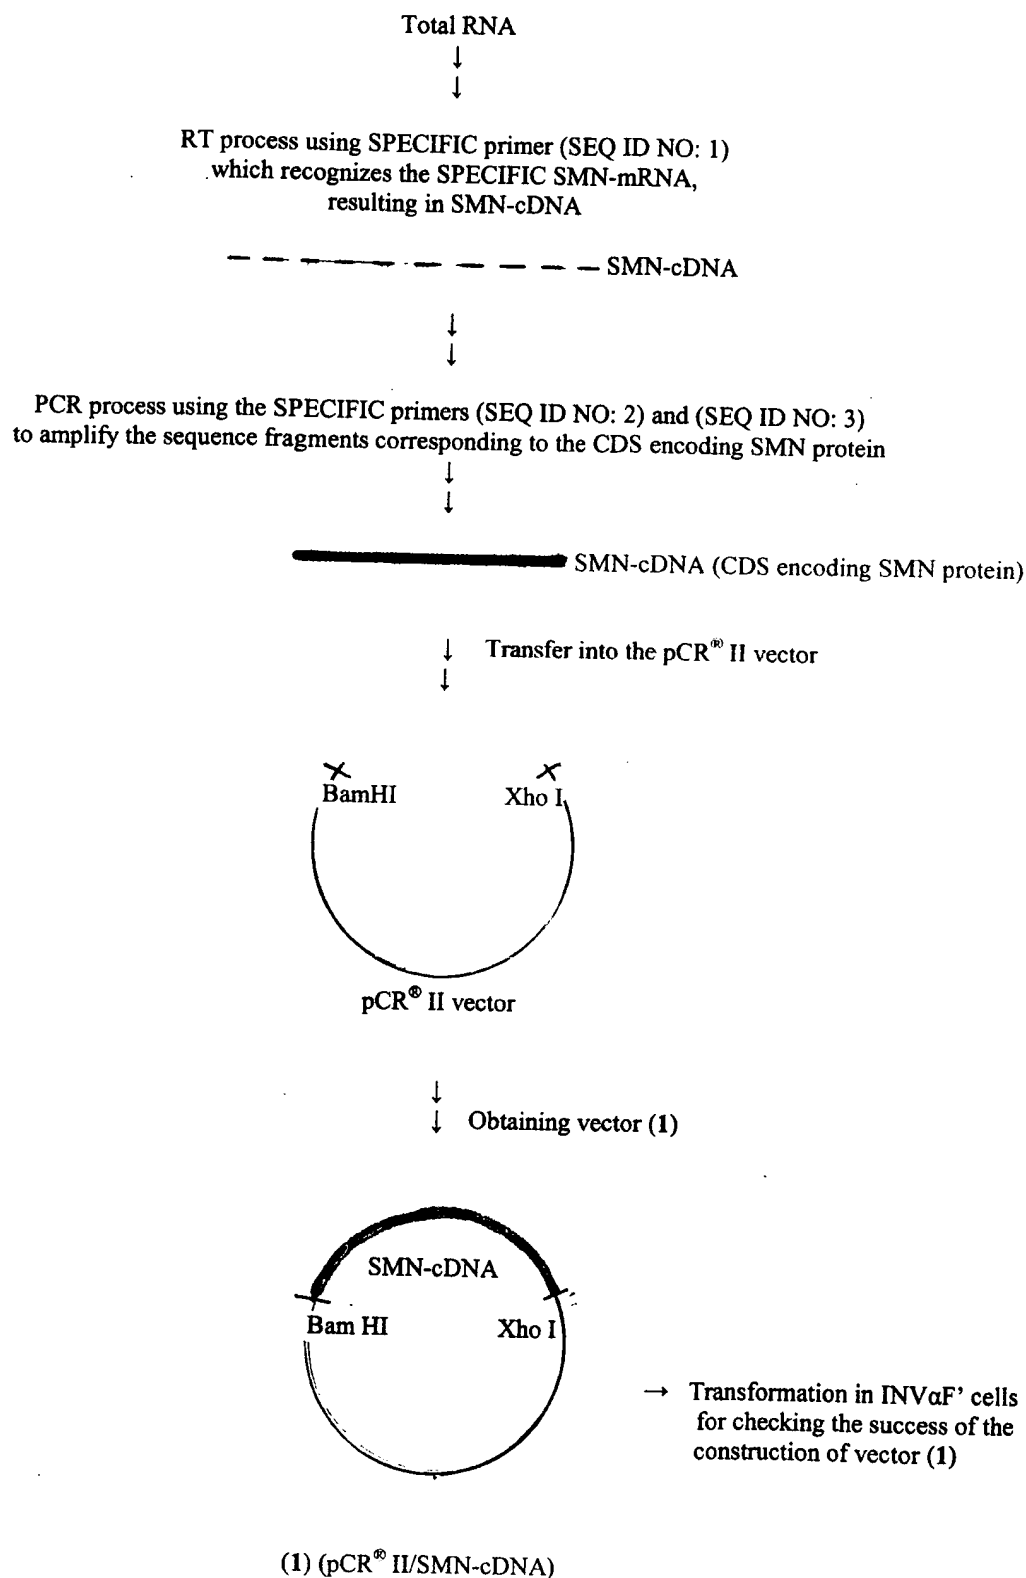 Total RNA
↓
↓
RT process using SPECIFIC primer (SEQ ID NO: 1)
which recognizes the SPECIFIC SMN-mRNA,
resulting in SMN-cDNA
SMN-cDNA
↓
↓
PCR process using the SPECIFIC primers (SEQ ID NO: 2) and (SEQ ID NO: 3)
to amplify the sequence fragments corresponding to the CDS encoding SMN protein
↓
↓
SMN-cDNA (CDS encoding SMN protein)
↓ Transfer into the pCR® II vector
↓
BamHI Xho I
pCR® II vector
↓
↓ Obtaining vector (1)
SMN-cDNA
Bam HI Xho I
→ Transformation in INVαF' cells
for checking the success of the
construction of vector (1)
(1) (pCR® II/SMN-cDNA)